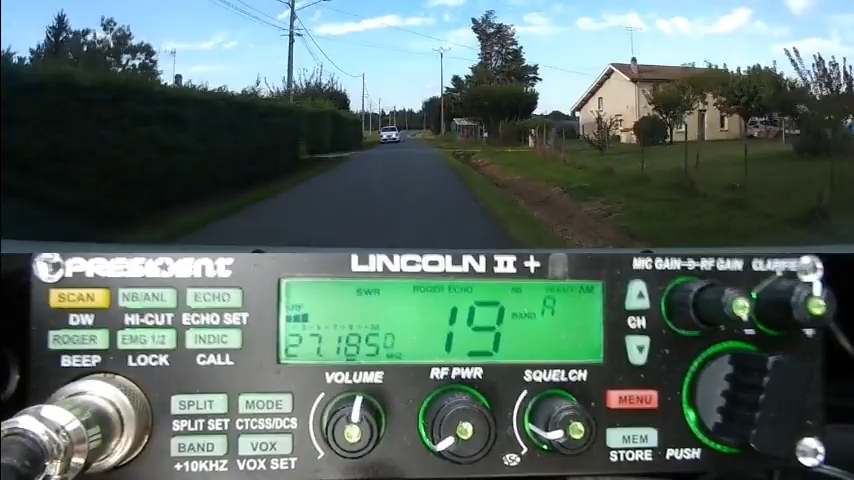 PRESIDENT LINCOLN II + MIC GAIN RF GAIN CLARIFIER
SCAN NB/ANL ECHO
DW HI-CUT ECHO SET
ROGER EMG 1/2 INDIC
BEEP LOCK CALL
SWR ROGER ECHO AM
19 BAND A
27.1850 MHz
CH
VOLUME RF PWR SQUELCH
SPLIT MODE MENU
SPLIT SET CTCSS/DCS
BAND VOX MEM
+10KHZ VOX SET ASC STORE PUSH